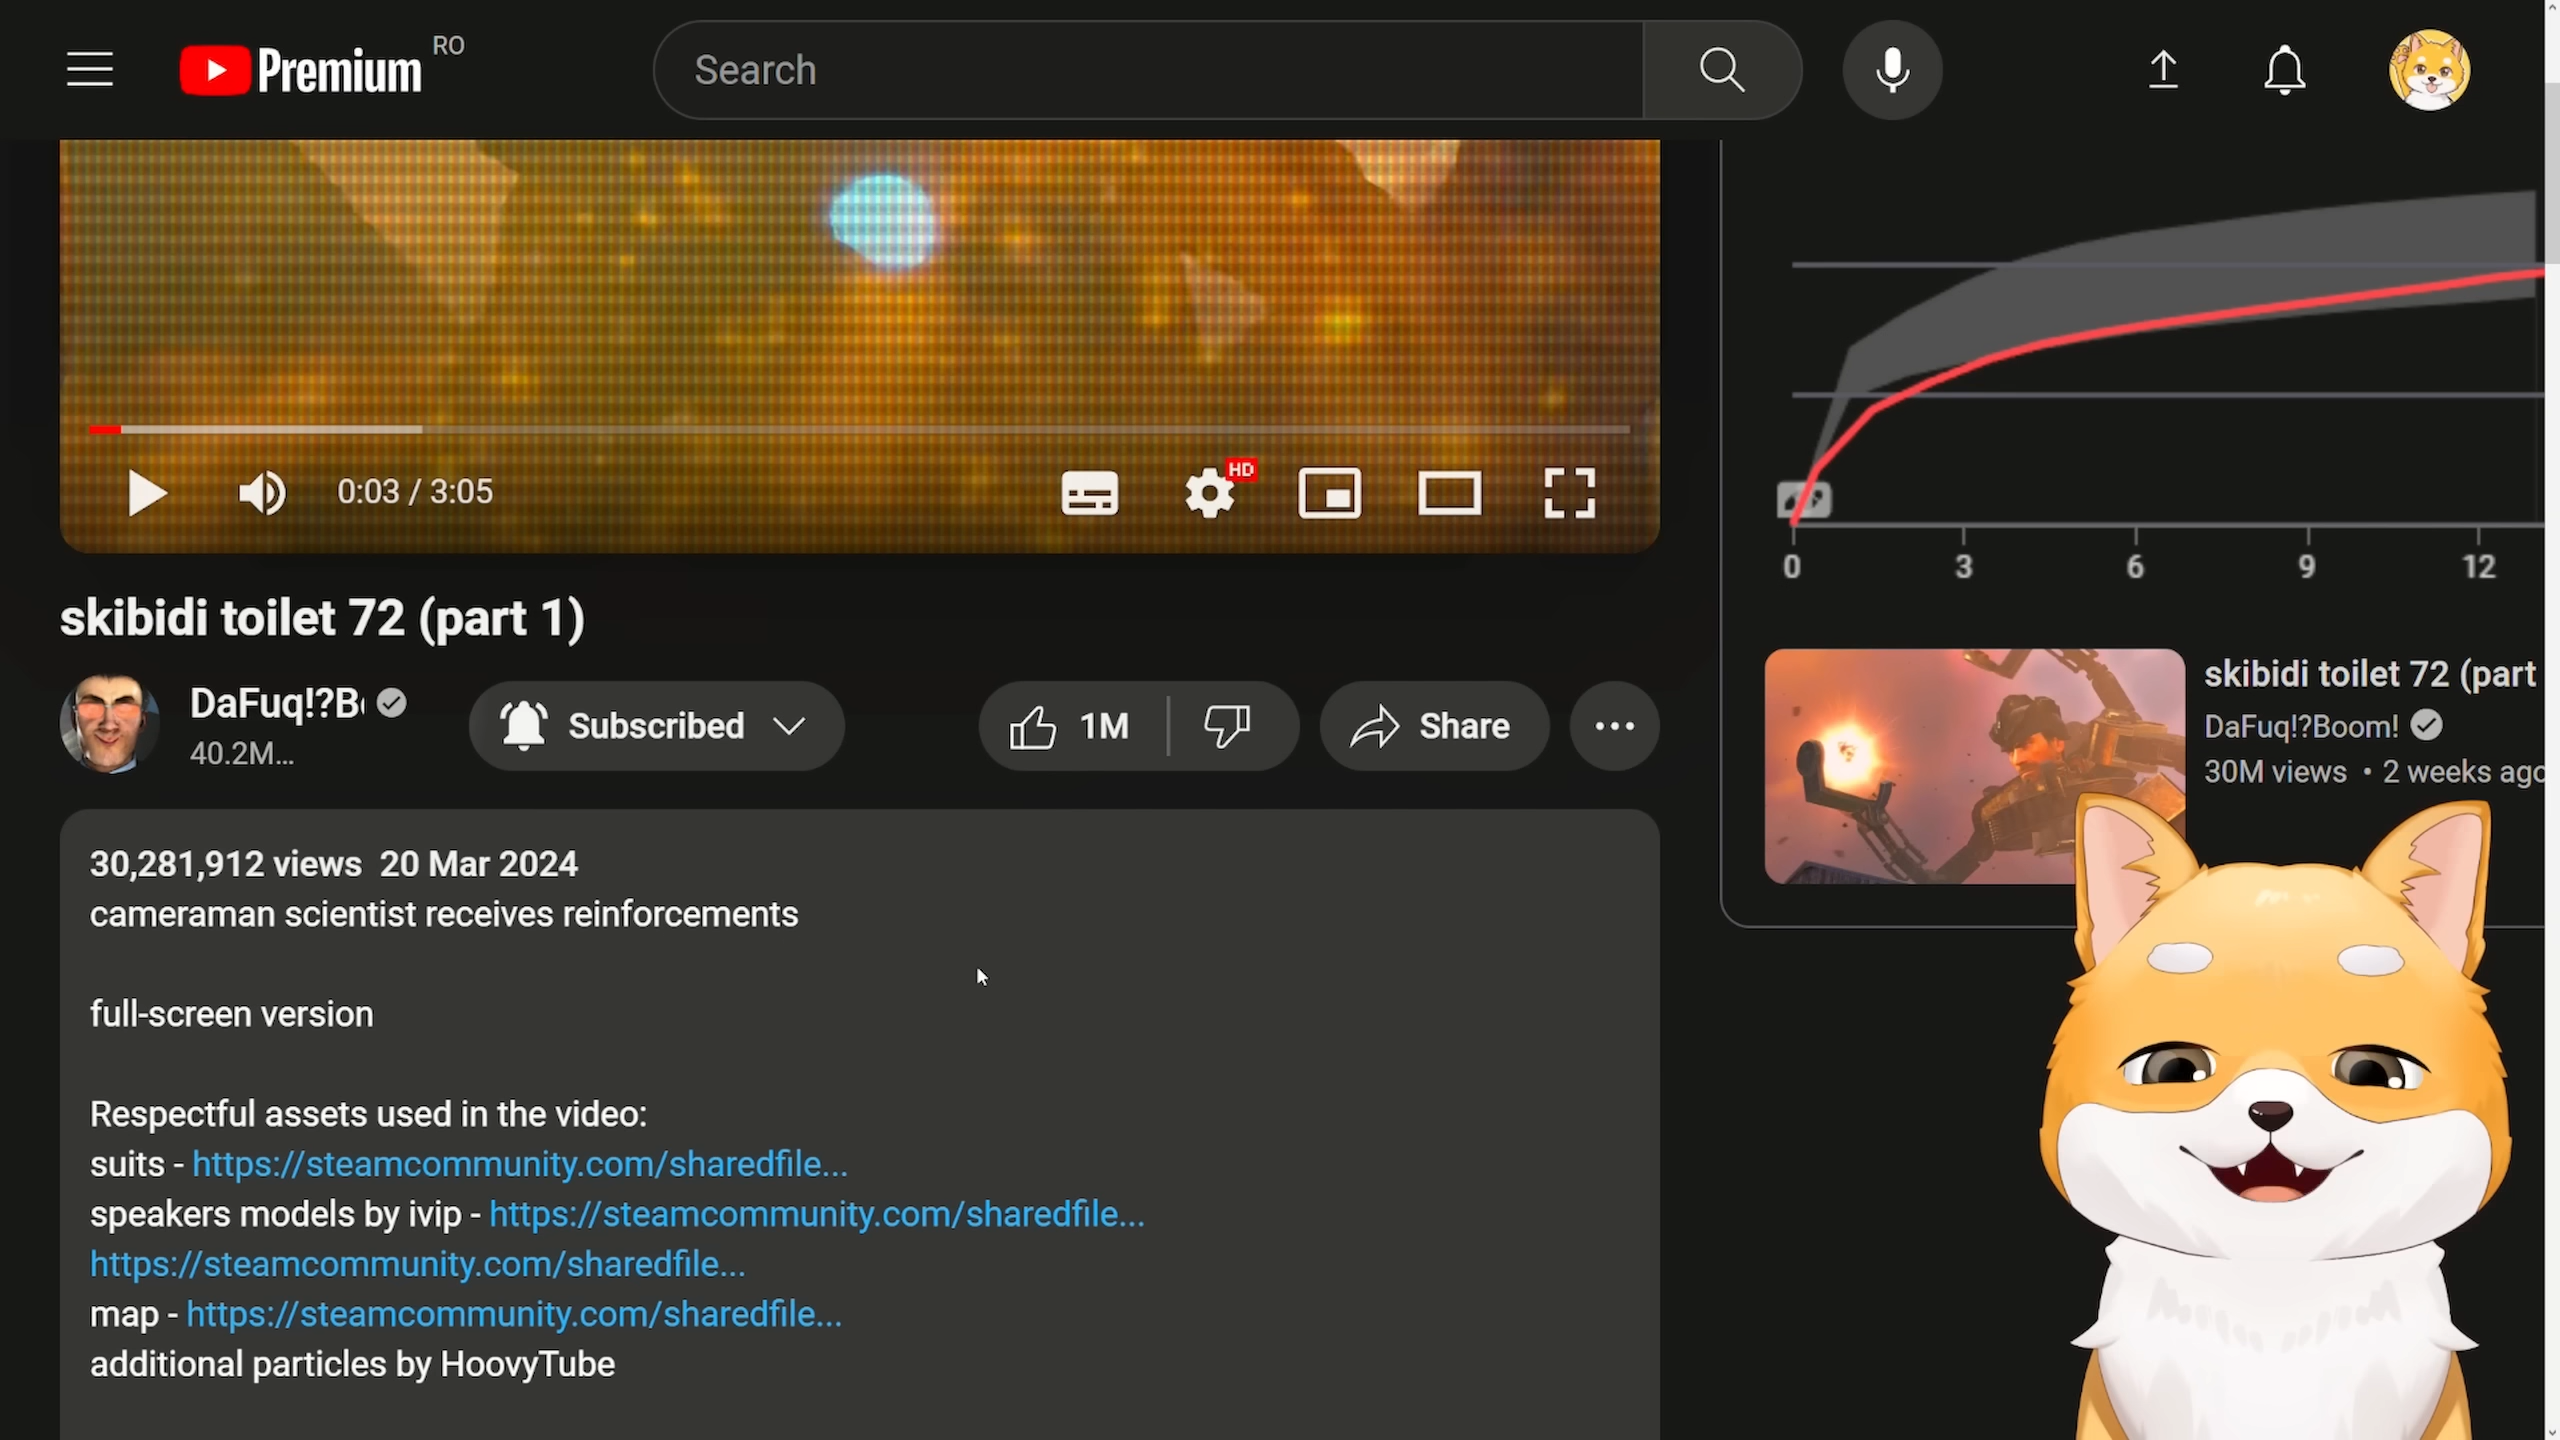 Premium RO
Search
HD
0:03 / 3:05
skibidi toilet 72 (part 1)
DaFuq!?B
40.2M...
Subscribed
1M
Share
30,281,912 views 20 Mar 2024
cameraman scientist receives reinforcements
full-screen version
Respectful assets used in the video:
suits - https://steamcommunity.com/sharedfile...
speakers models by ivip - https://steamcommunity.com/sharedfile...
https://steamcommunity.com/sharedfile...
map - https://steamcommunity.com/sharedfile...
additional particles by HoovyTube
0 3 6 9 12
skibidi toilet 72 (part
DaFuq!?Boom!
30M views • 2 weeks ago